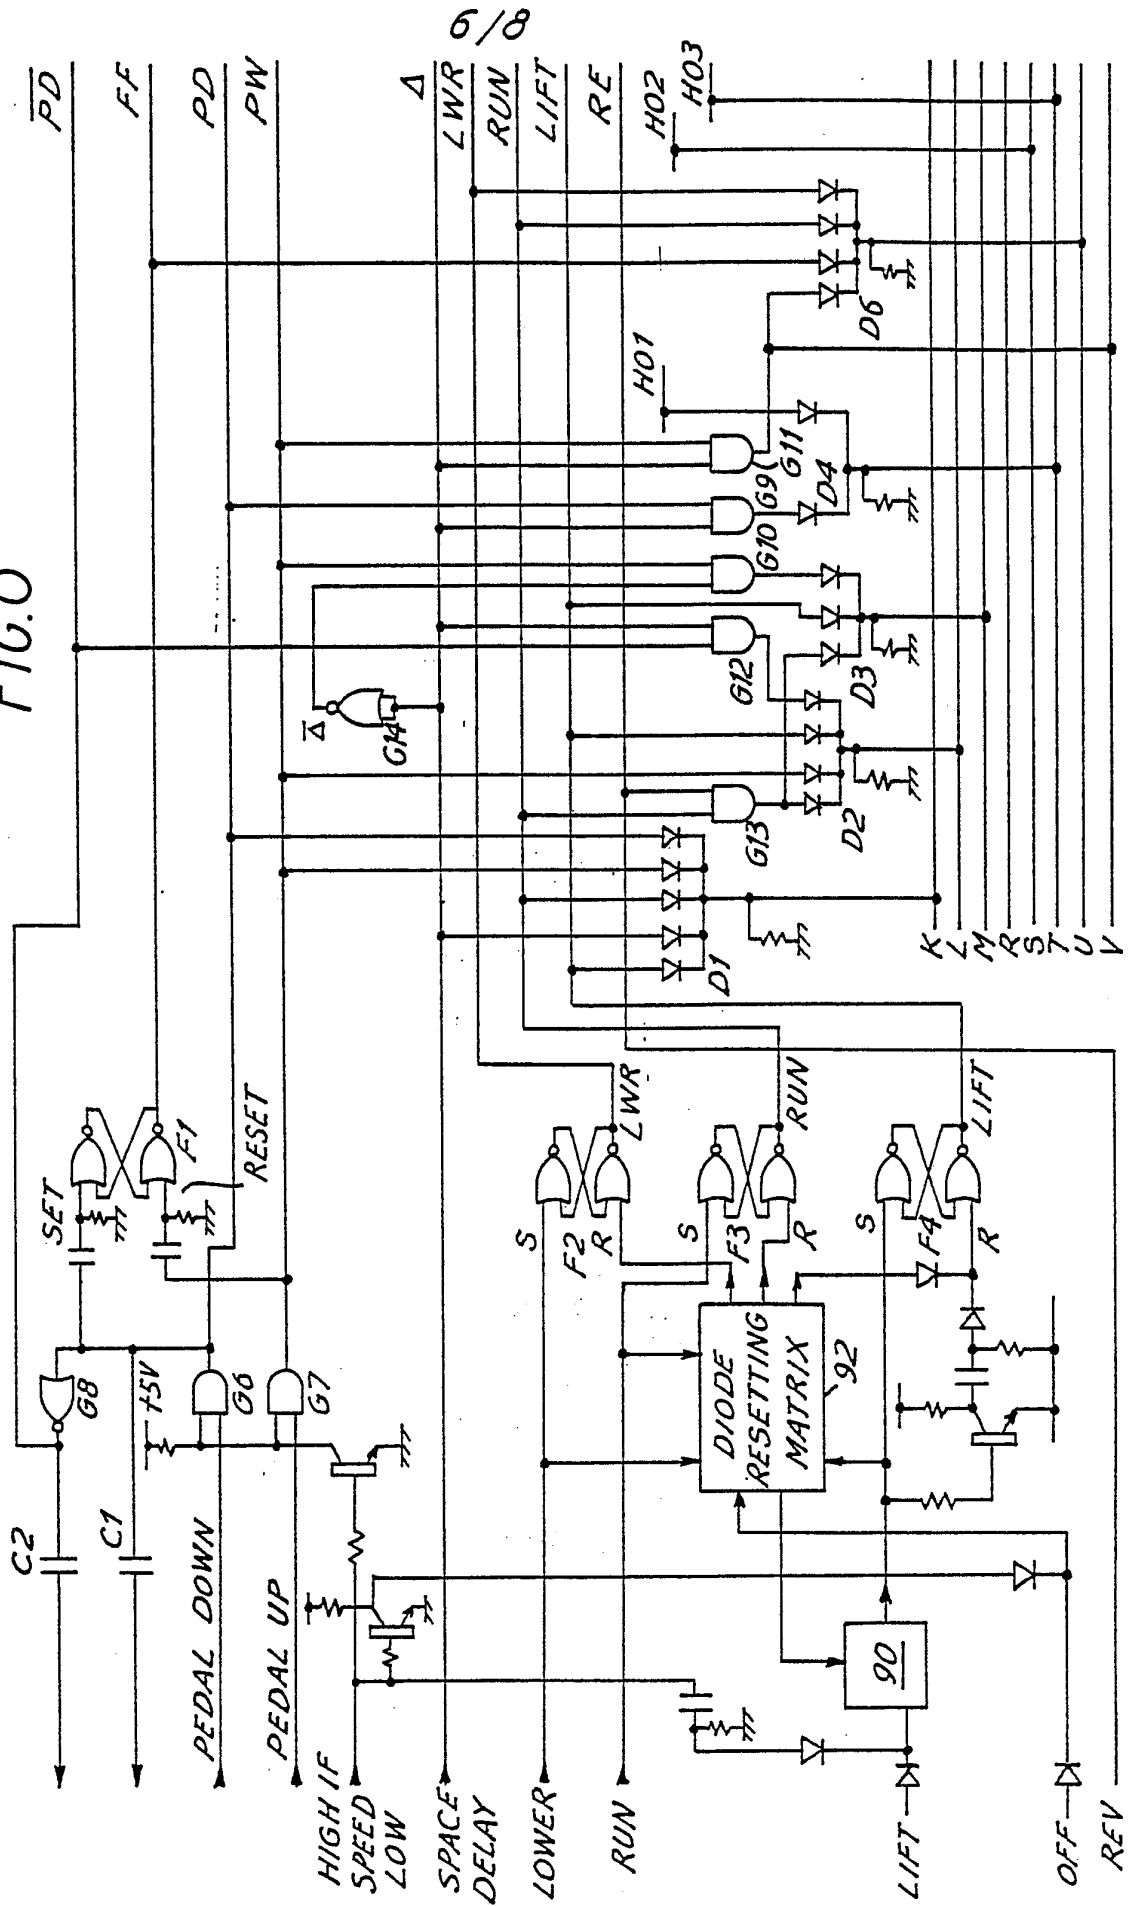 6/8
FIG.6
P̅D̅
FF
PD
PW
Δ
LWR
RUN
LIFT
RE
HO2
HO3
HO1
D6
G11
G9
D4
G10
G12
D3
Δ̅
G14
G13
D2
D1
K
L
M
R
S
T
U
V
SET
F1
RESET
LWR
RUN
LIFT
S
F2
R
S
F3
R
S
F4
R
G8
+5V
G6
G7
DIODE
RESETTING
MATRIX
92
90
C2
C1
PEDAL DOWN
PEDAL UP
HIGH IF
SPEED
LOW
SPACE
DELAY
LOWER
RUN
LIFT
OFF
REV